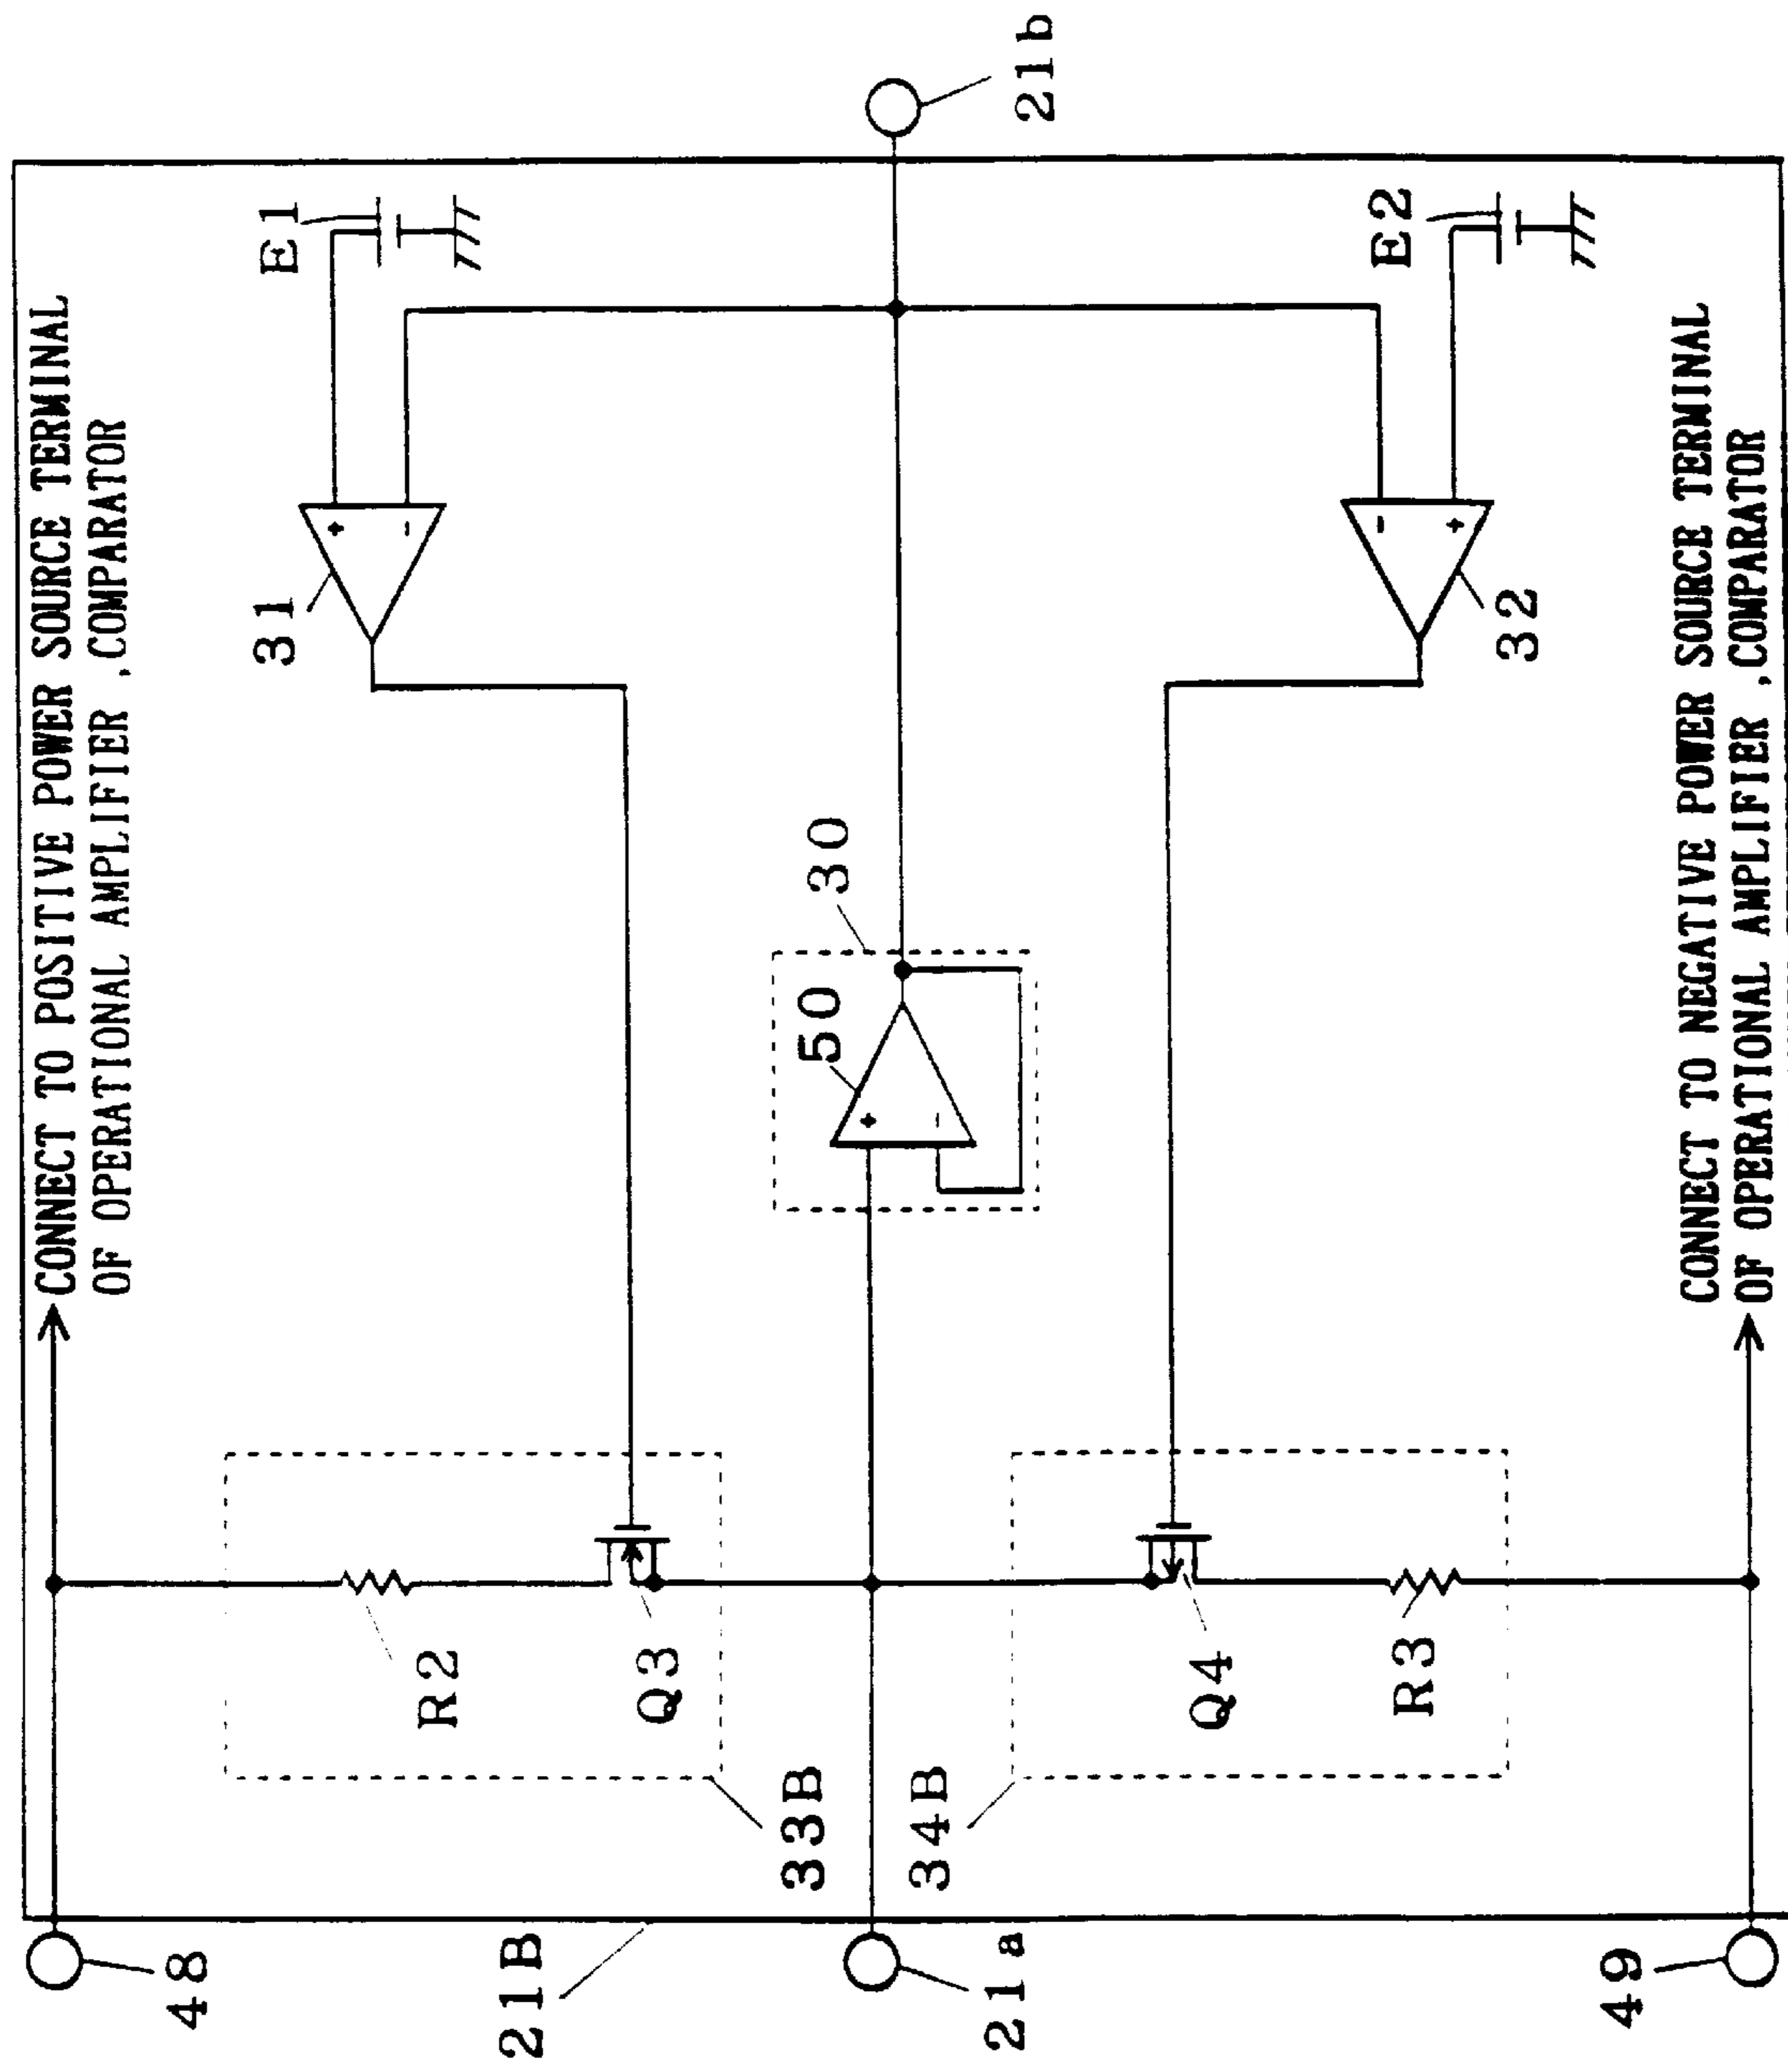 CONNECT TO POSITIVE POWER SOURCE TERMINAL
OF OPERATIONAL AMPLIFIER ,COMPARATOR
48
R2
Q3
33B
21B
31
+
-
E1
30
50
+
-
21a
21b
34B
Q4
R3
32
-
+
E2
49
CONNECT TO NEGATIVE POWER SOURCE TERMINAL
OF OPERATIONAL AMPLIFIER ,COMPARATOR